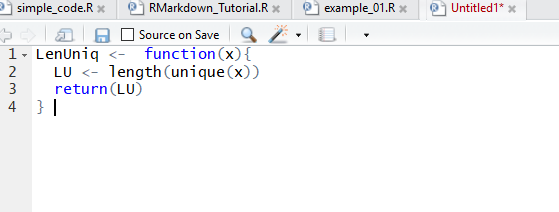 simple_code.R RMarkdown_Tutorial.R example_01.R Untitled1*
Source on Save
1 LenUniq <-  function(x){
2   LU <- length(unique(x))
3   return(LU)
4 }